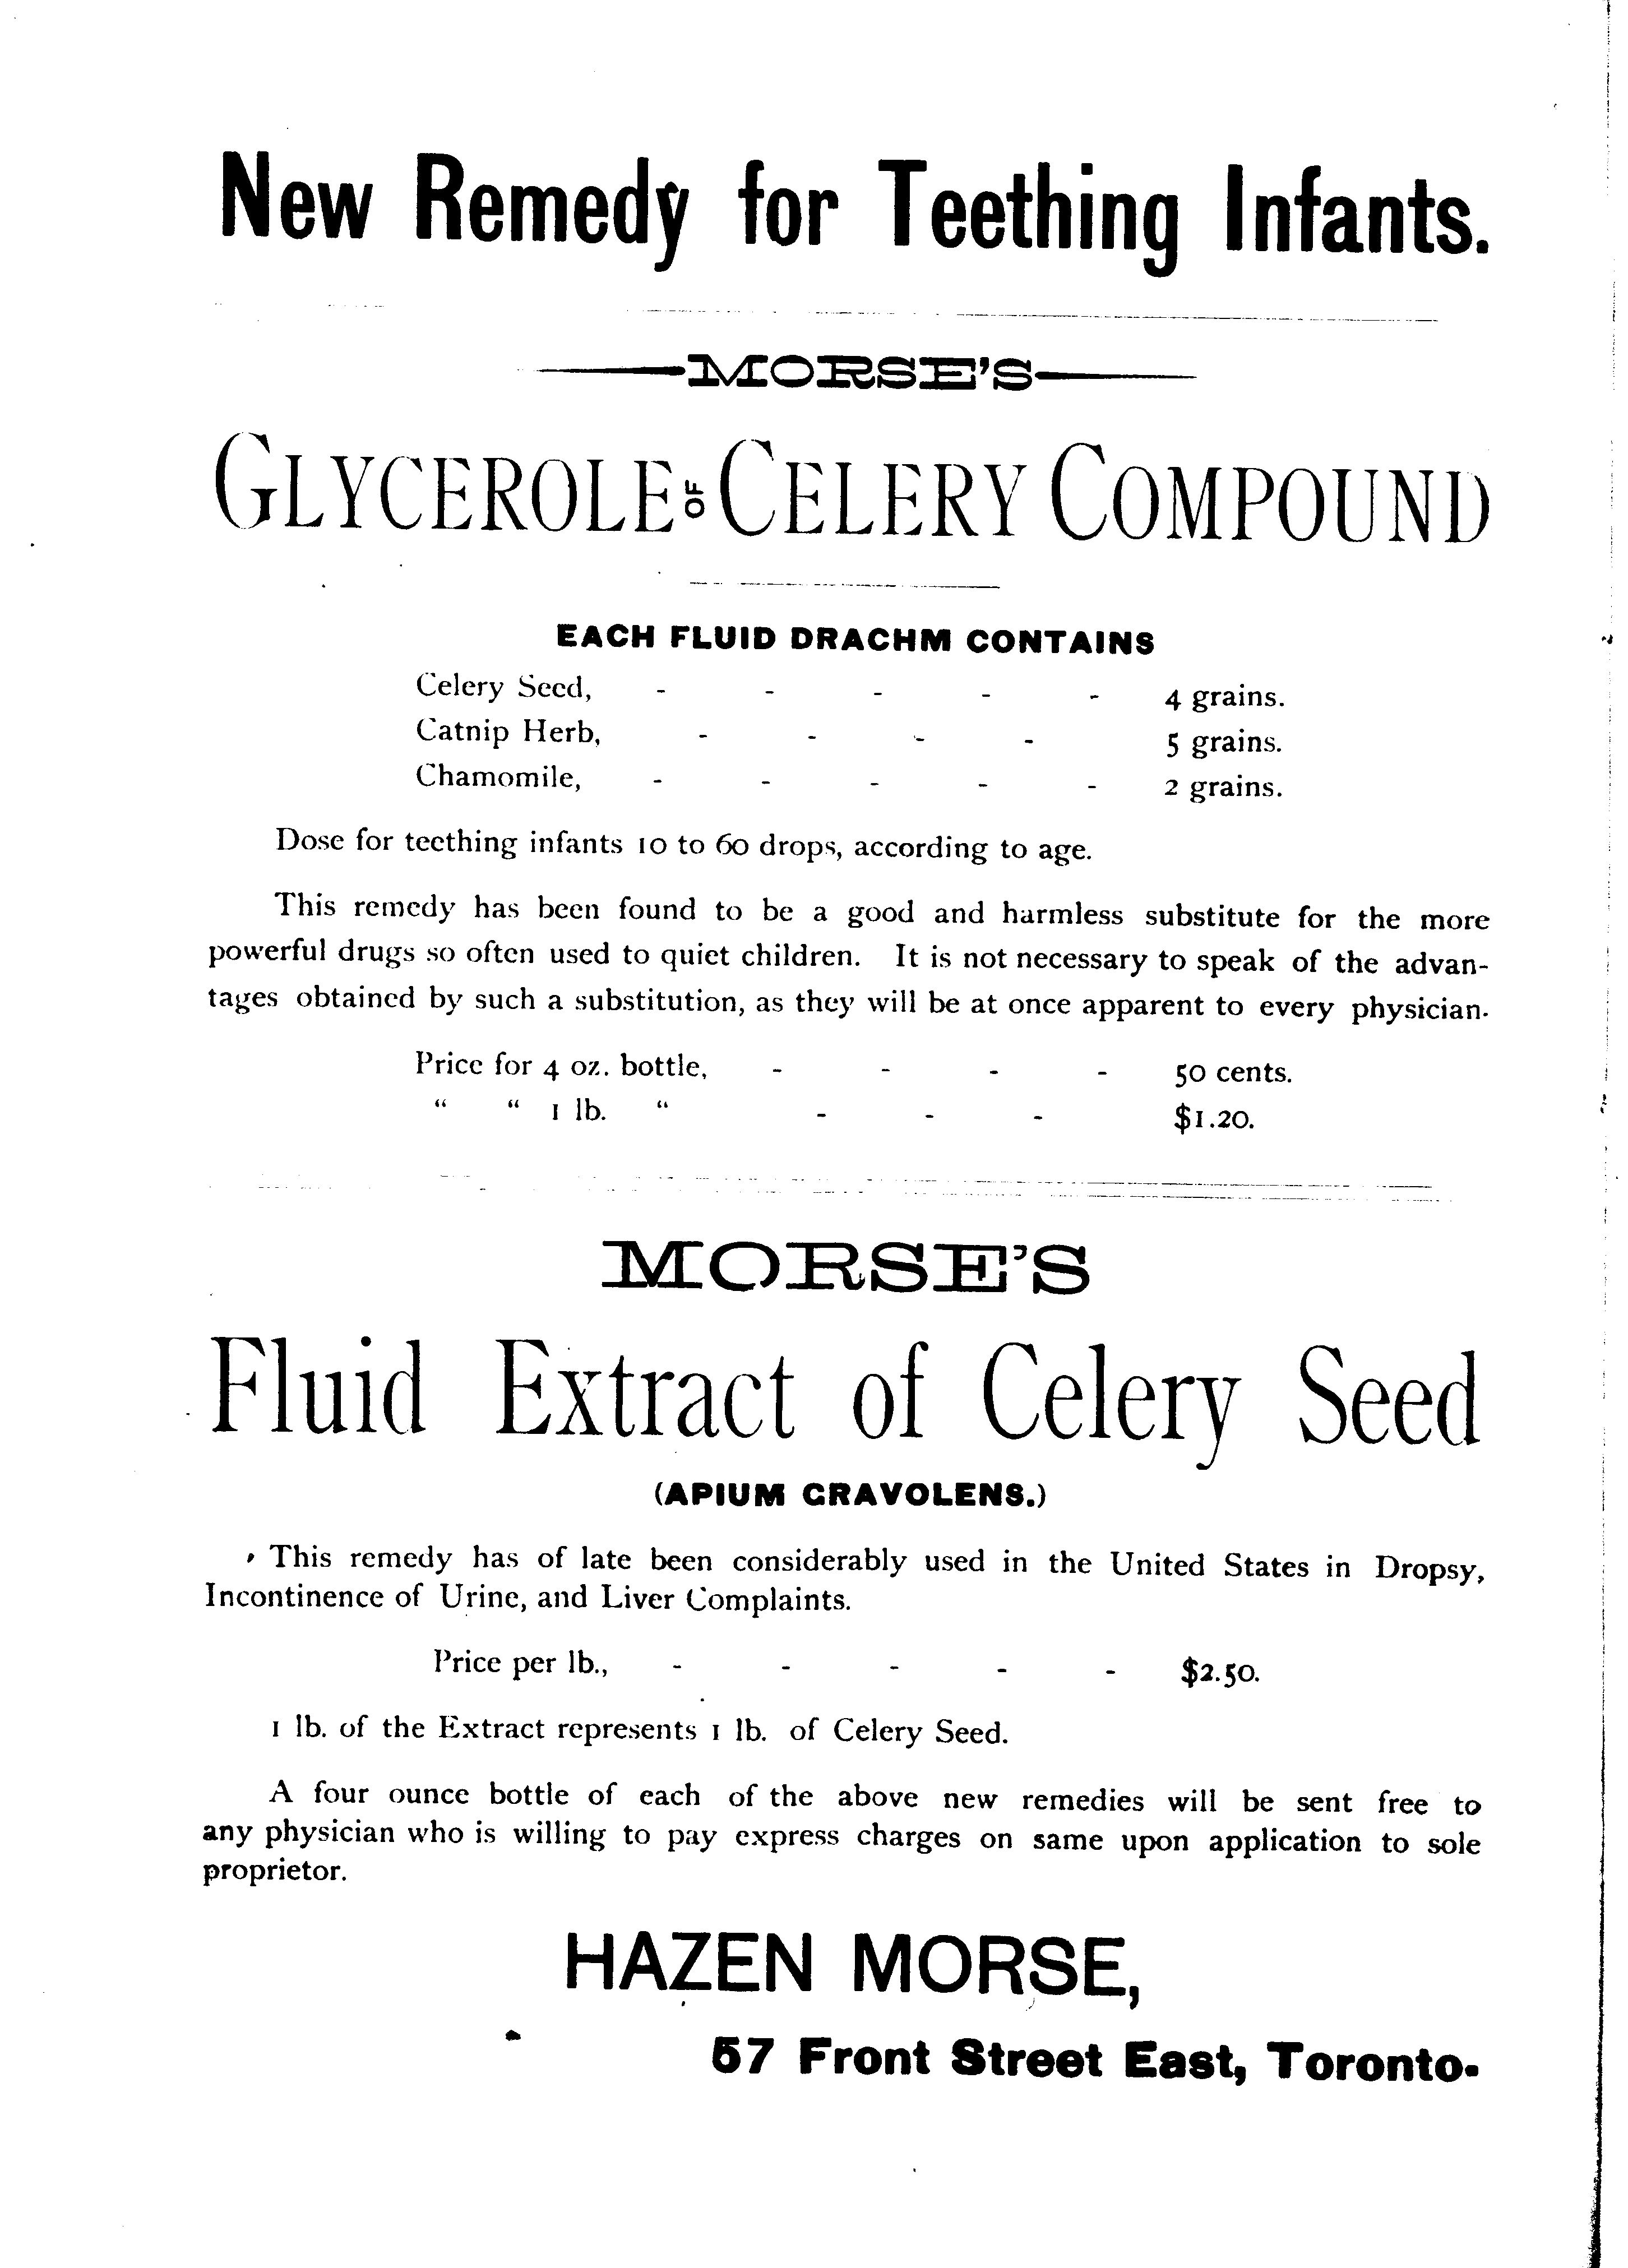 New Remedy for Teething Infants.
MORSE'S
GLYCEROLE OF CELERY COMPOUND
EACH FLUID DRACHM CONTAINS
Celery Seed, - - - - - 4 grains.
Catnip Herb, - - - - 5 grains.
Chamomile, - - - - - 2 grains.
Dose for teething infants 10 to 60 drops, according to age.
This remedy has been found to be a good and harmless substitute for the more
powerful drugs so often used to quiet children. It is not necessary to speak of the advan-
tages obtained by such a substitution, as they will be at once apparent to every physician.
Price for 4 oz. bottle, - - - - 50 cents.
“ “ 1 lb. “ - - - $1.20.
MORSE'S
Fluid Extract of Celery Seed
(APIUM GRAVOLENS.)
This remedy has of late been considerably used in the United States in Dropsy,
Incontinence of Urine, and Liver Complaints.
Price per lb., - - - - - $2.50.
1 lb. of the Extract represents 1 lb. of Celery Seed.
A four ounce bottle of each of the above new remedies will be sent free to
any physician who is willing to pay express charges on same upon application to sole
proprietor.
HAZEN MORSE,
57 Front Street East, Toronto.